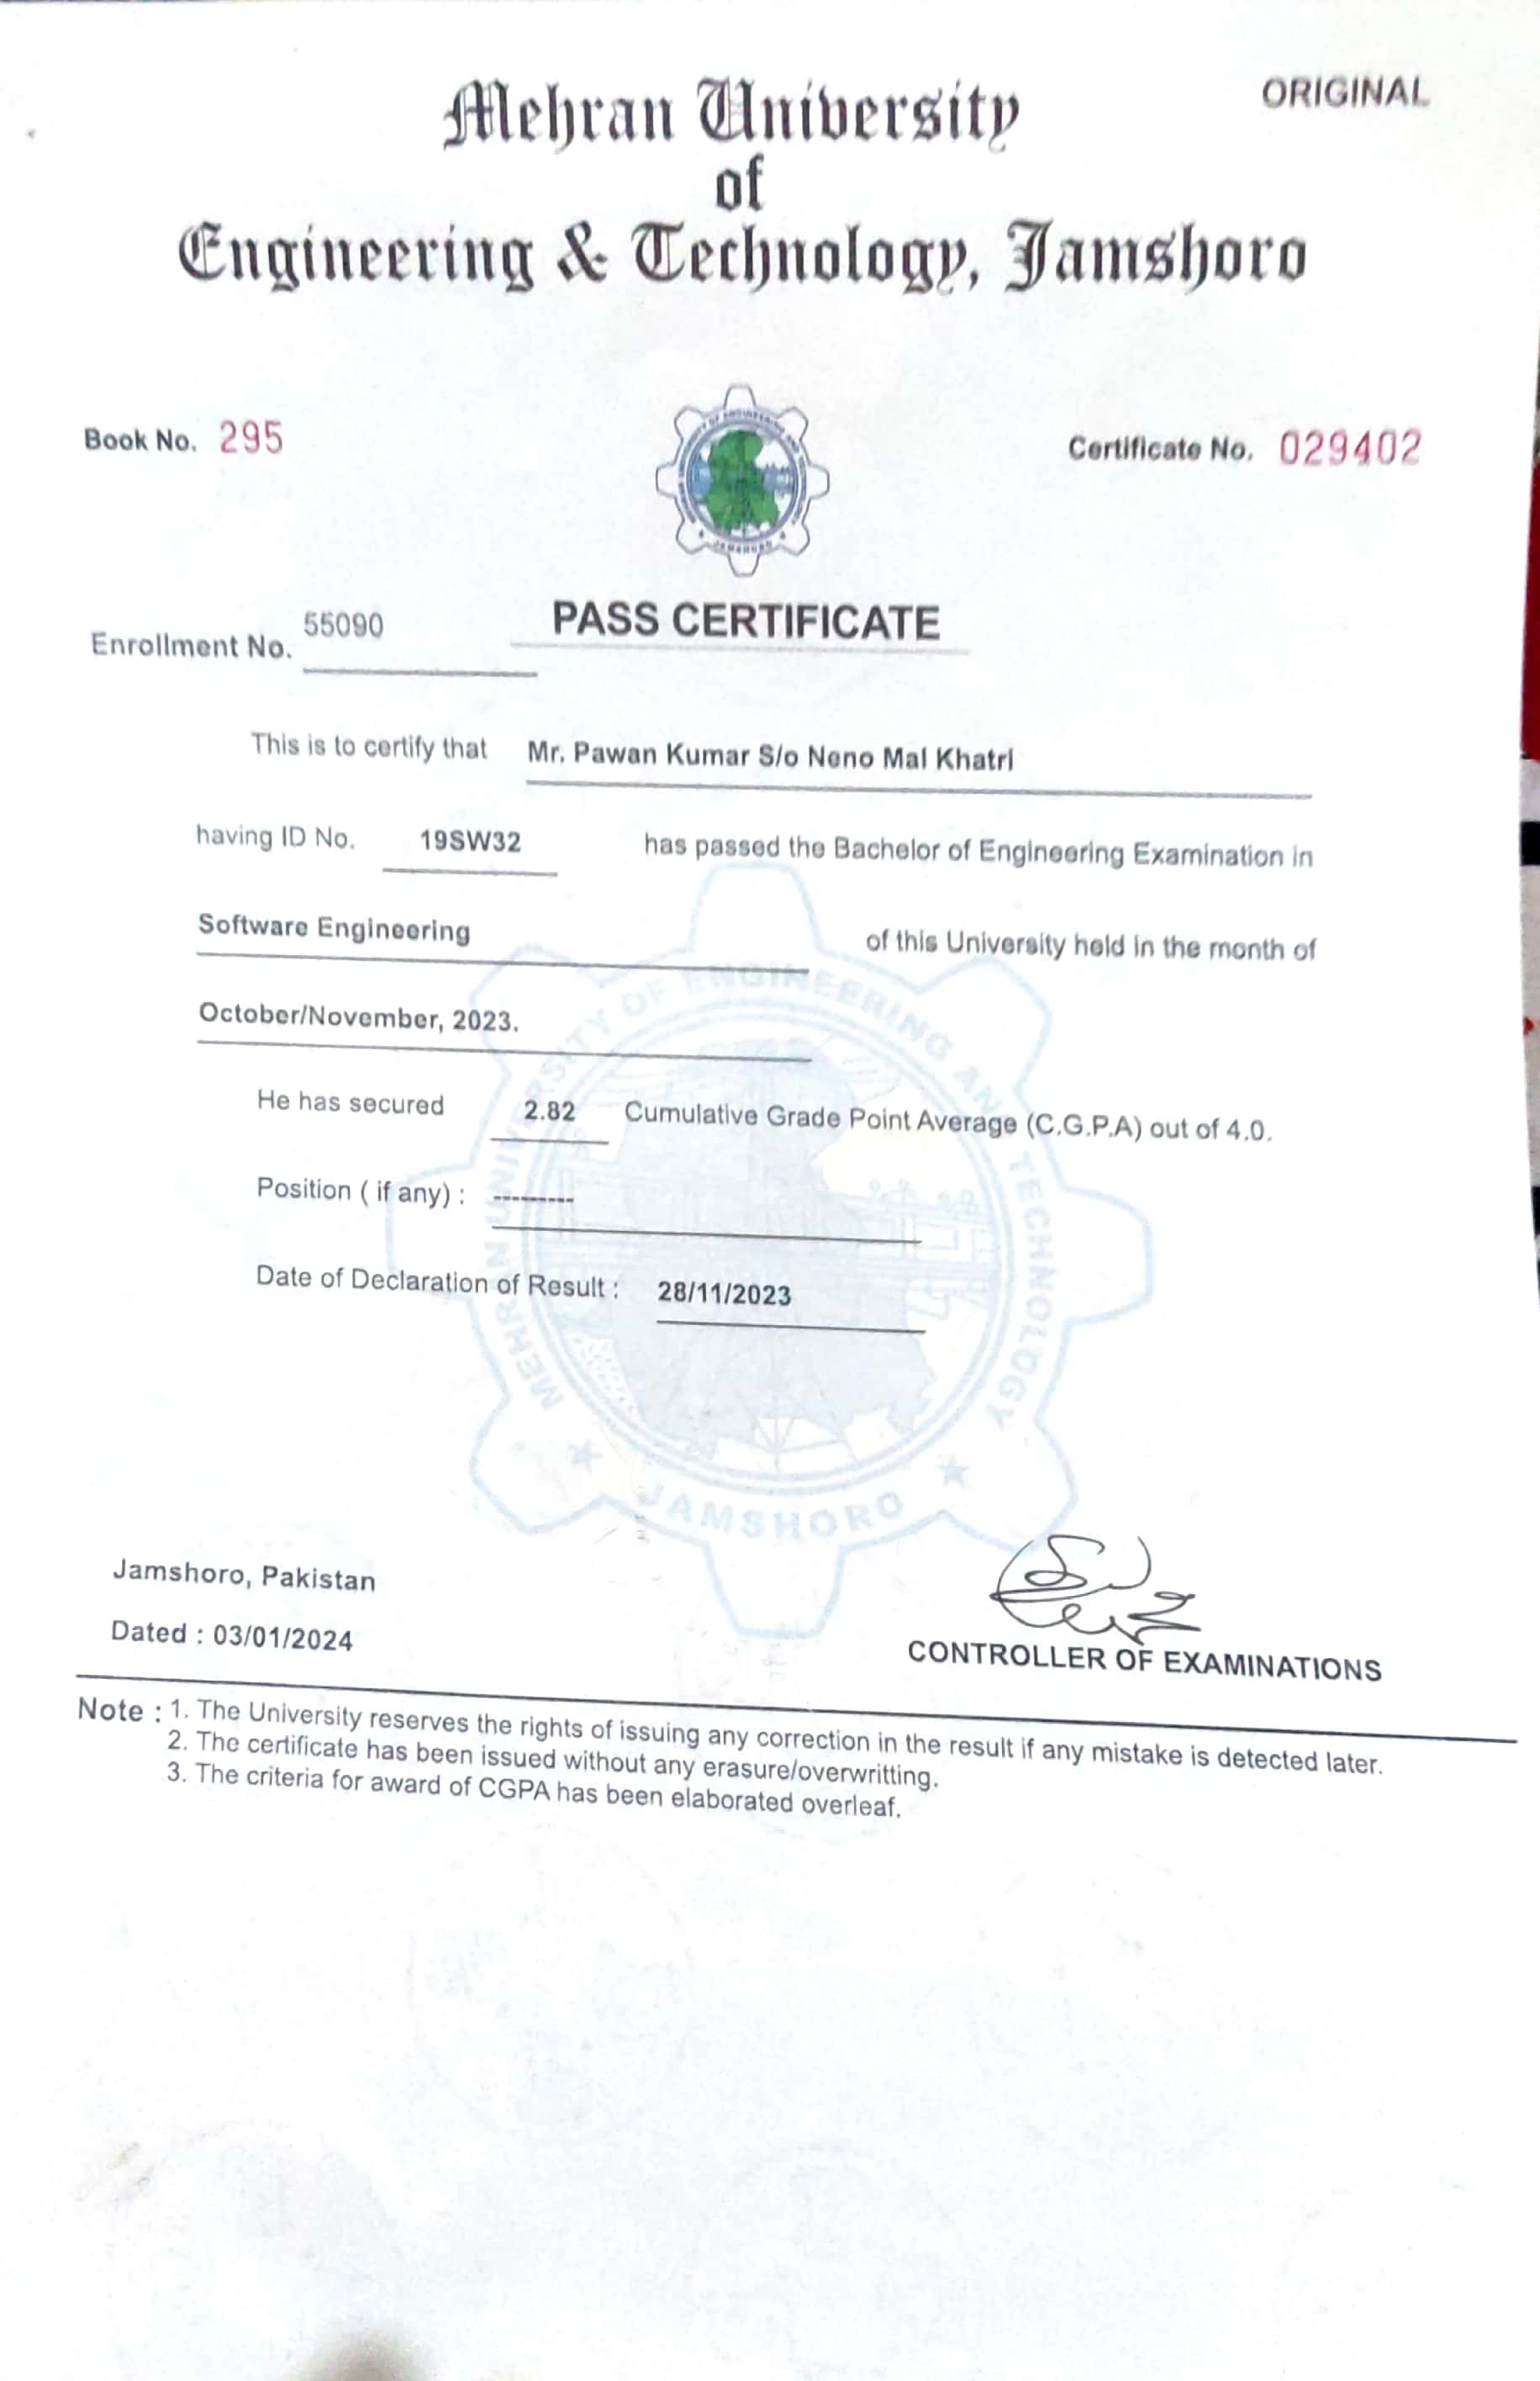 ORIGINAL
Mehran University
of
Engineering & Technology, Jamshoro
Book No. 295
Certificate No. 029402
JAMSHORO
Enrollment No. 55090
PASS CERTIFICATE
This is to certify that Mr. Pawan Kumar S/o Neno Mal Khatri
having ID No. 19SW32 has passed the Bachelor of Engineering Examination in
Software Engineering of this University held in the month of
October/November, 2023.
He has secured 2.82 Cumulative Grade Point Average (C.G.P.A) out of 4.0.
Position ( if any) : ---------
Date of Declaration of Result : 28/11/2023
MEHRAN UNIVERSITY OF ENGINEERING AND TECHNOLOGY
JAMSHORO
Jamshoro, Pakistan
Dated : 03/01/2024
CONTROLLER OF EXAMINATIONS
Note : 1. The University reserves the rights of issuing any correction in the result if any mistake is detected later.
2. The certificate has been issued without any erasure/overwritting.
3. The criteria for award of CGPA has been elaborated overleaf.